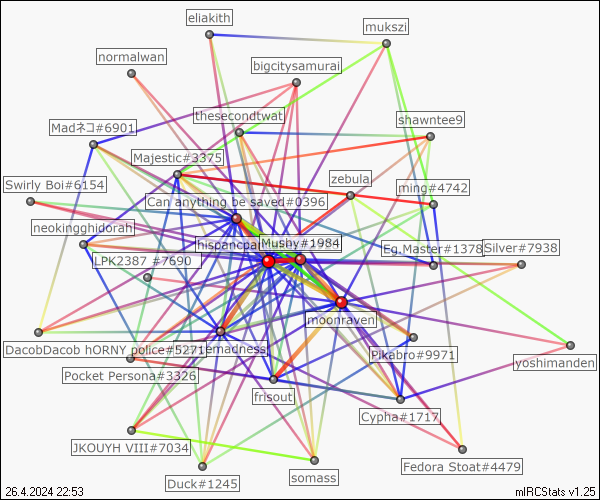 eliakith
mukszi
normalwan
bigcitysamurai
thesecondtwat
shawntee9
Madネコ#6901
Majestic#3375
zebula
Swirly Boi#6154
ming#4742
Can anything be saved#0396
neokingghidorah
hispancpa
Mushy#1984
Eg.Master#1378
Silver#7938
LPK2387 #7690
moonraven
DacobDacob hORNY police#5271
emadness
Pikabro#9971
yoshimanden
Pocket Persona#3326
frisout
Cypha#1717
JKOUYH VIII#7034
Fedora Stoat#4479
Duck#1245
somass
26.4.2024 22:53
mIRCStats v1.25